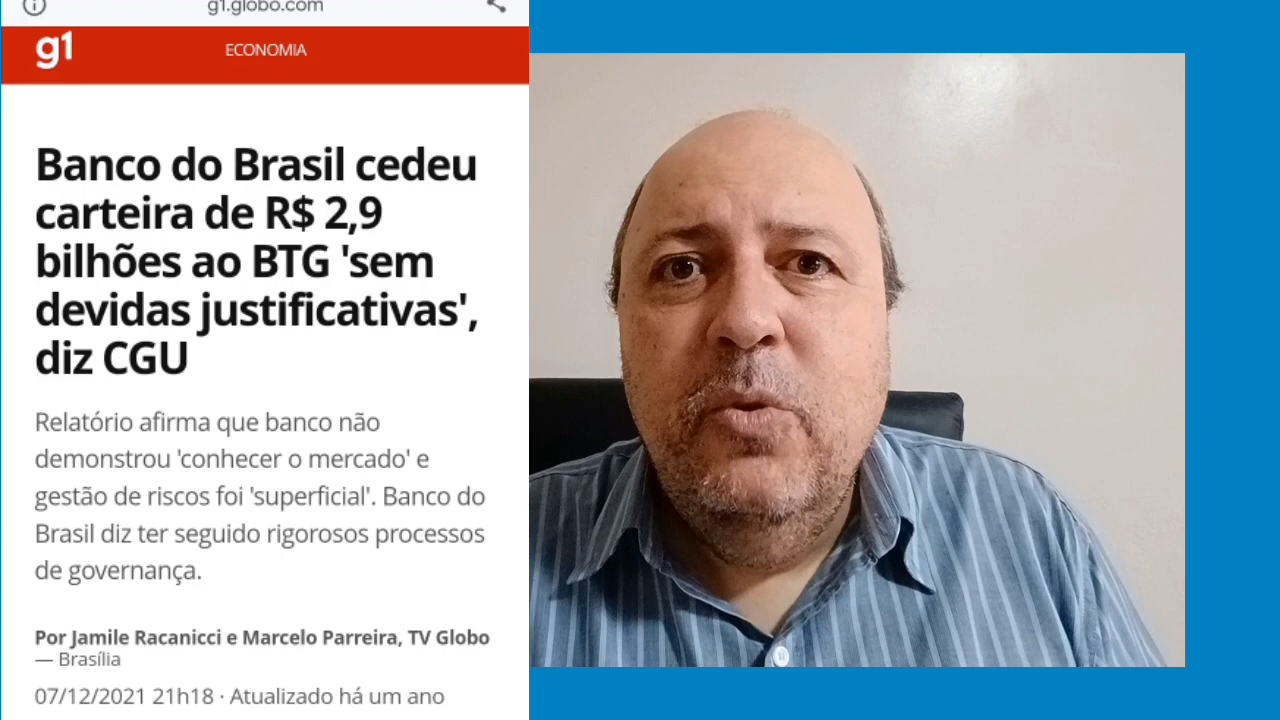 g1.globo.com
g1
ECONOMIA
Banco do Brasil cedeu
carteira de R$ 2,9
bilhões ao BTG 'sem
devidas justificativas',
diz CGU
Relatório afirma que banco não
demonstrou 'conhecer o mercado' e
gestão de riscos foi 'superficial'. Banco do
Brasil diz ter seguido rigorosos processos
de governança.
Por Jamile Racanicci e Marcelo Parreira, TV Globo
— Brasília
07/12/2021 21h18 · Atualizado há um ano